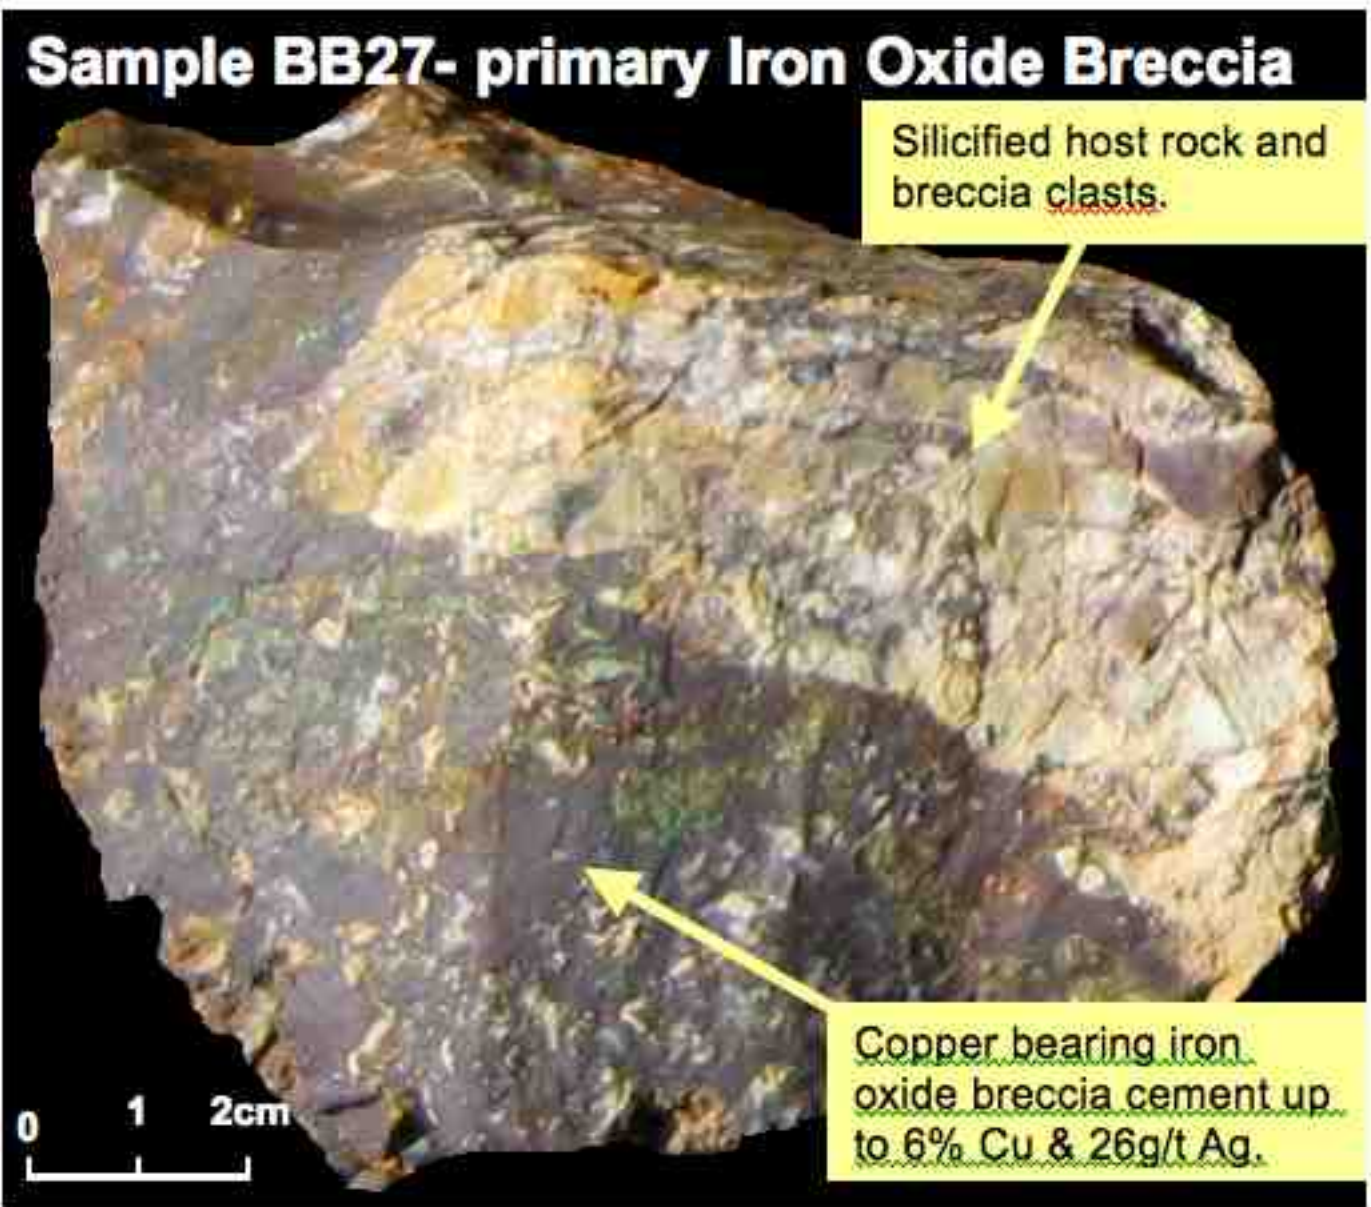 Sample BB27- primary Iron Oxide Breccia
Silicified host rock and
breccia clasts.
Copper bearing iron
oxide breccia cement up
to 6% Cu & 26g/t Ag.
0 1 2cm